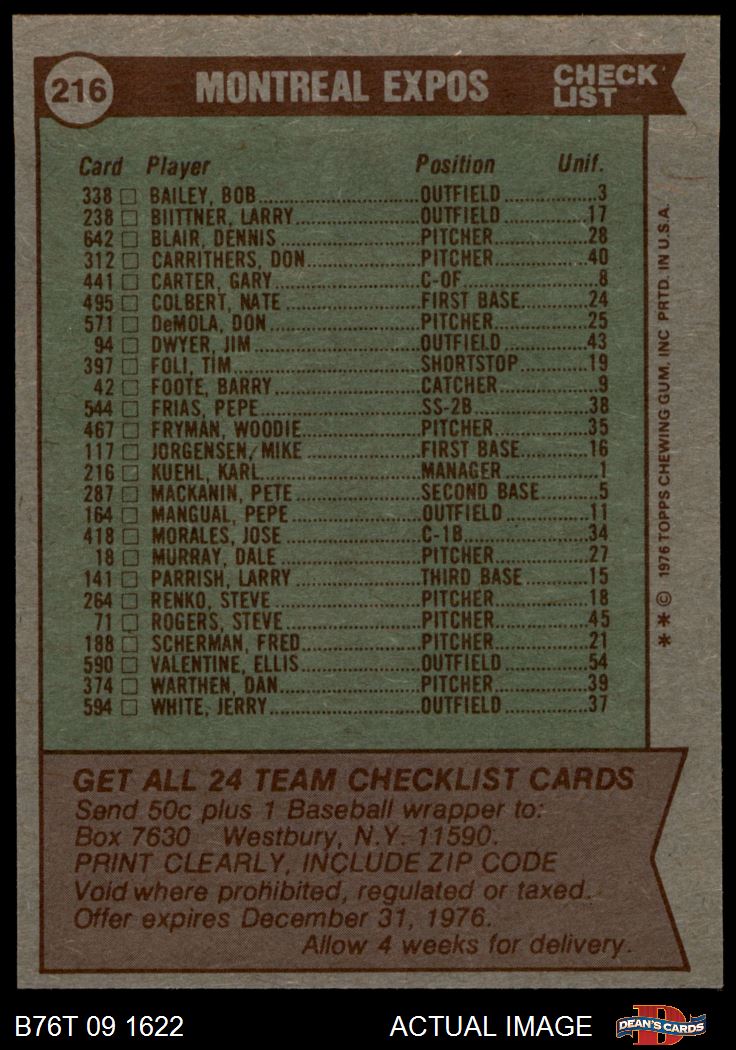 216 MONTREAL EXPOS CHECK LIST
Card Player Position Unif.
338 BAILEY, BOB OUTFIELD 3
238 BIITTNER, LARRY OUTFIELD 17
642 BLAIR, DENNIS PITCHER 28
312 CARRITHERS, DON PITCHER 40
441 CARTER, GARY C-OF 8
495 COLBERT, NATE FIRST BASE 24
571 DeMOLA, DON PITCHER 25
94 DWYER, JIM OUTFIELD 43
397 FOLI, TIM SHORTSTOP 19
42 FOOTE, BARRY CATCHER 9
544 FRIAS, PEPE SS-2B 38
467 FRYMAN, WOODIE PITCHER 35
117 JORGENSEN, MIKE FIRST BASE 16
216 KUEHL, KARL MANAGER 1
287 MACKANIN, PETE SECOND BASE 5
164 MANGUAL, PEPE OUTFIELD 11
418 MORALES, JOSE C-1B 34
18 MURRAY, DALE PITCHER 27
141 PARRISH, LARRY THIRD BASE 15
264 RENKO, STEVE PITCHER 18
71 ROGERS, STEVE PITCHER 45
188 SCHERMAN, FRED PITCHER 21
590 VALENTINE, ELLIS OUTFIELD 54
374 WARTHEN, DAN PITCHER 39
594 WHITE, JERRY OUTFIELD 37
* * © 1976 TOPPS CHEWING GUM, INC PRTD. IN U.S.A.
GET ALL 24 TEAM CHECKLIST CARDS
Send 50c plus 1 Baseball wrapper to:
Box 7630 Westbury, N.Y. 11590.
PRINT CLEARLY, INCLUDE ZIP CODE
Void where prohibited, regulated or taxed.
Offer expires December 31, 1976.
Allow 4 weeks for delivery.
B76T 09 1622 ACTUAL IMAGE D DEAN'S CARDS